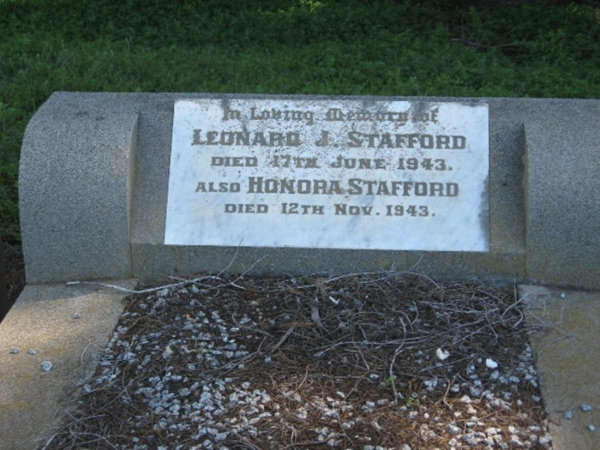 In Loving Memory of
LEONARD J. STAFFORD
DIED 17TH JUNE 1943.
ALSO HONORA STAFFORD
DIED 12TH NOV. 1943.